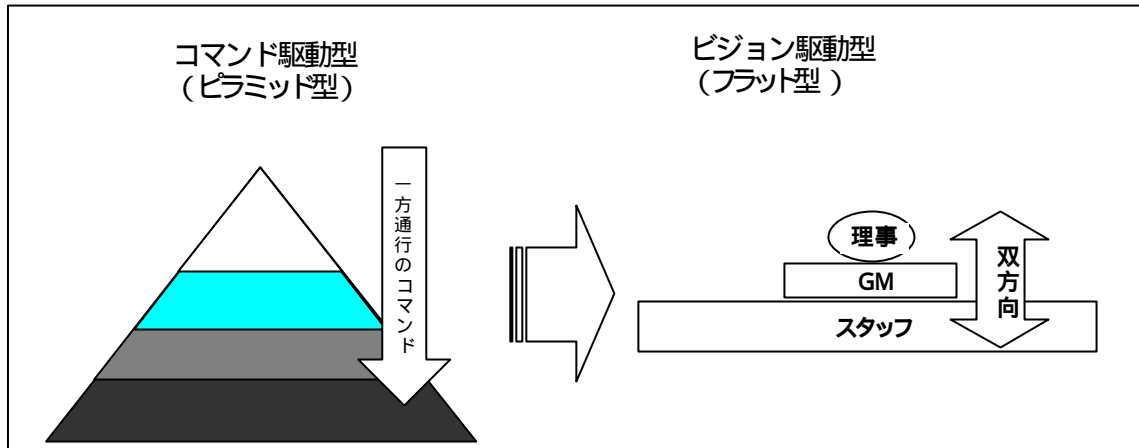 コマンド駆動型
(ピラミッド型)
ビジョン駆動型
(フラット型 )
一方通行のコマンド
理事
GM
スタッフ
双方向